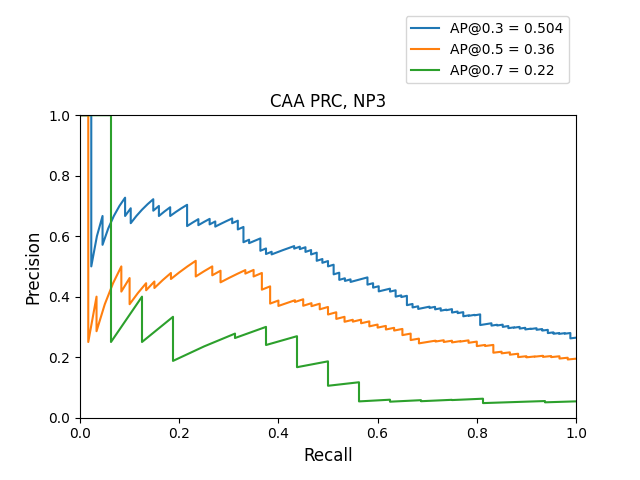 AP@0.3 = 0.504
AP@0.5 = 0.36
AP@0.7 = 0.22
CAA PRC, NP3
1.0
0.8
0.6
0.4
0.2
0.0
Precision
0.0 0.2 0.4 0.6 0.8 1.0
Recall